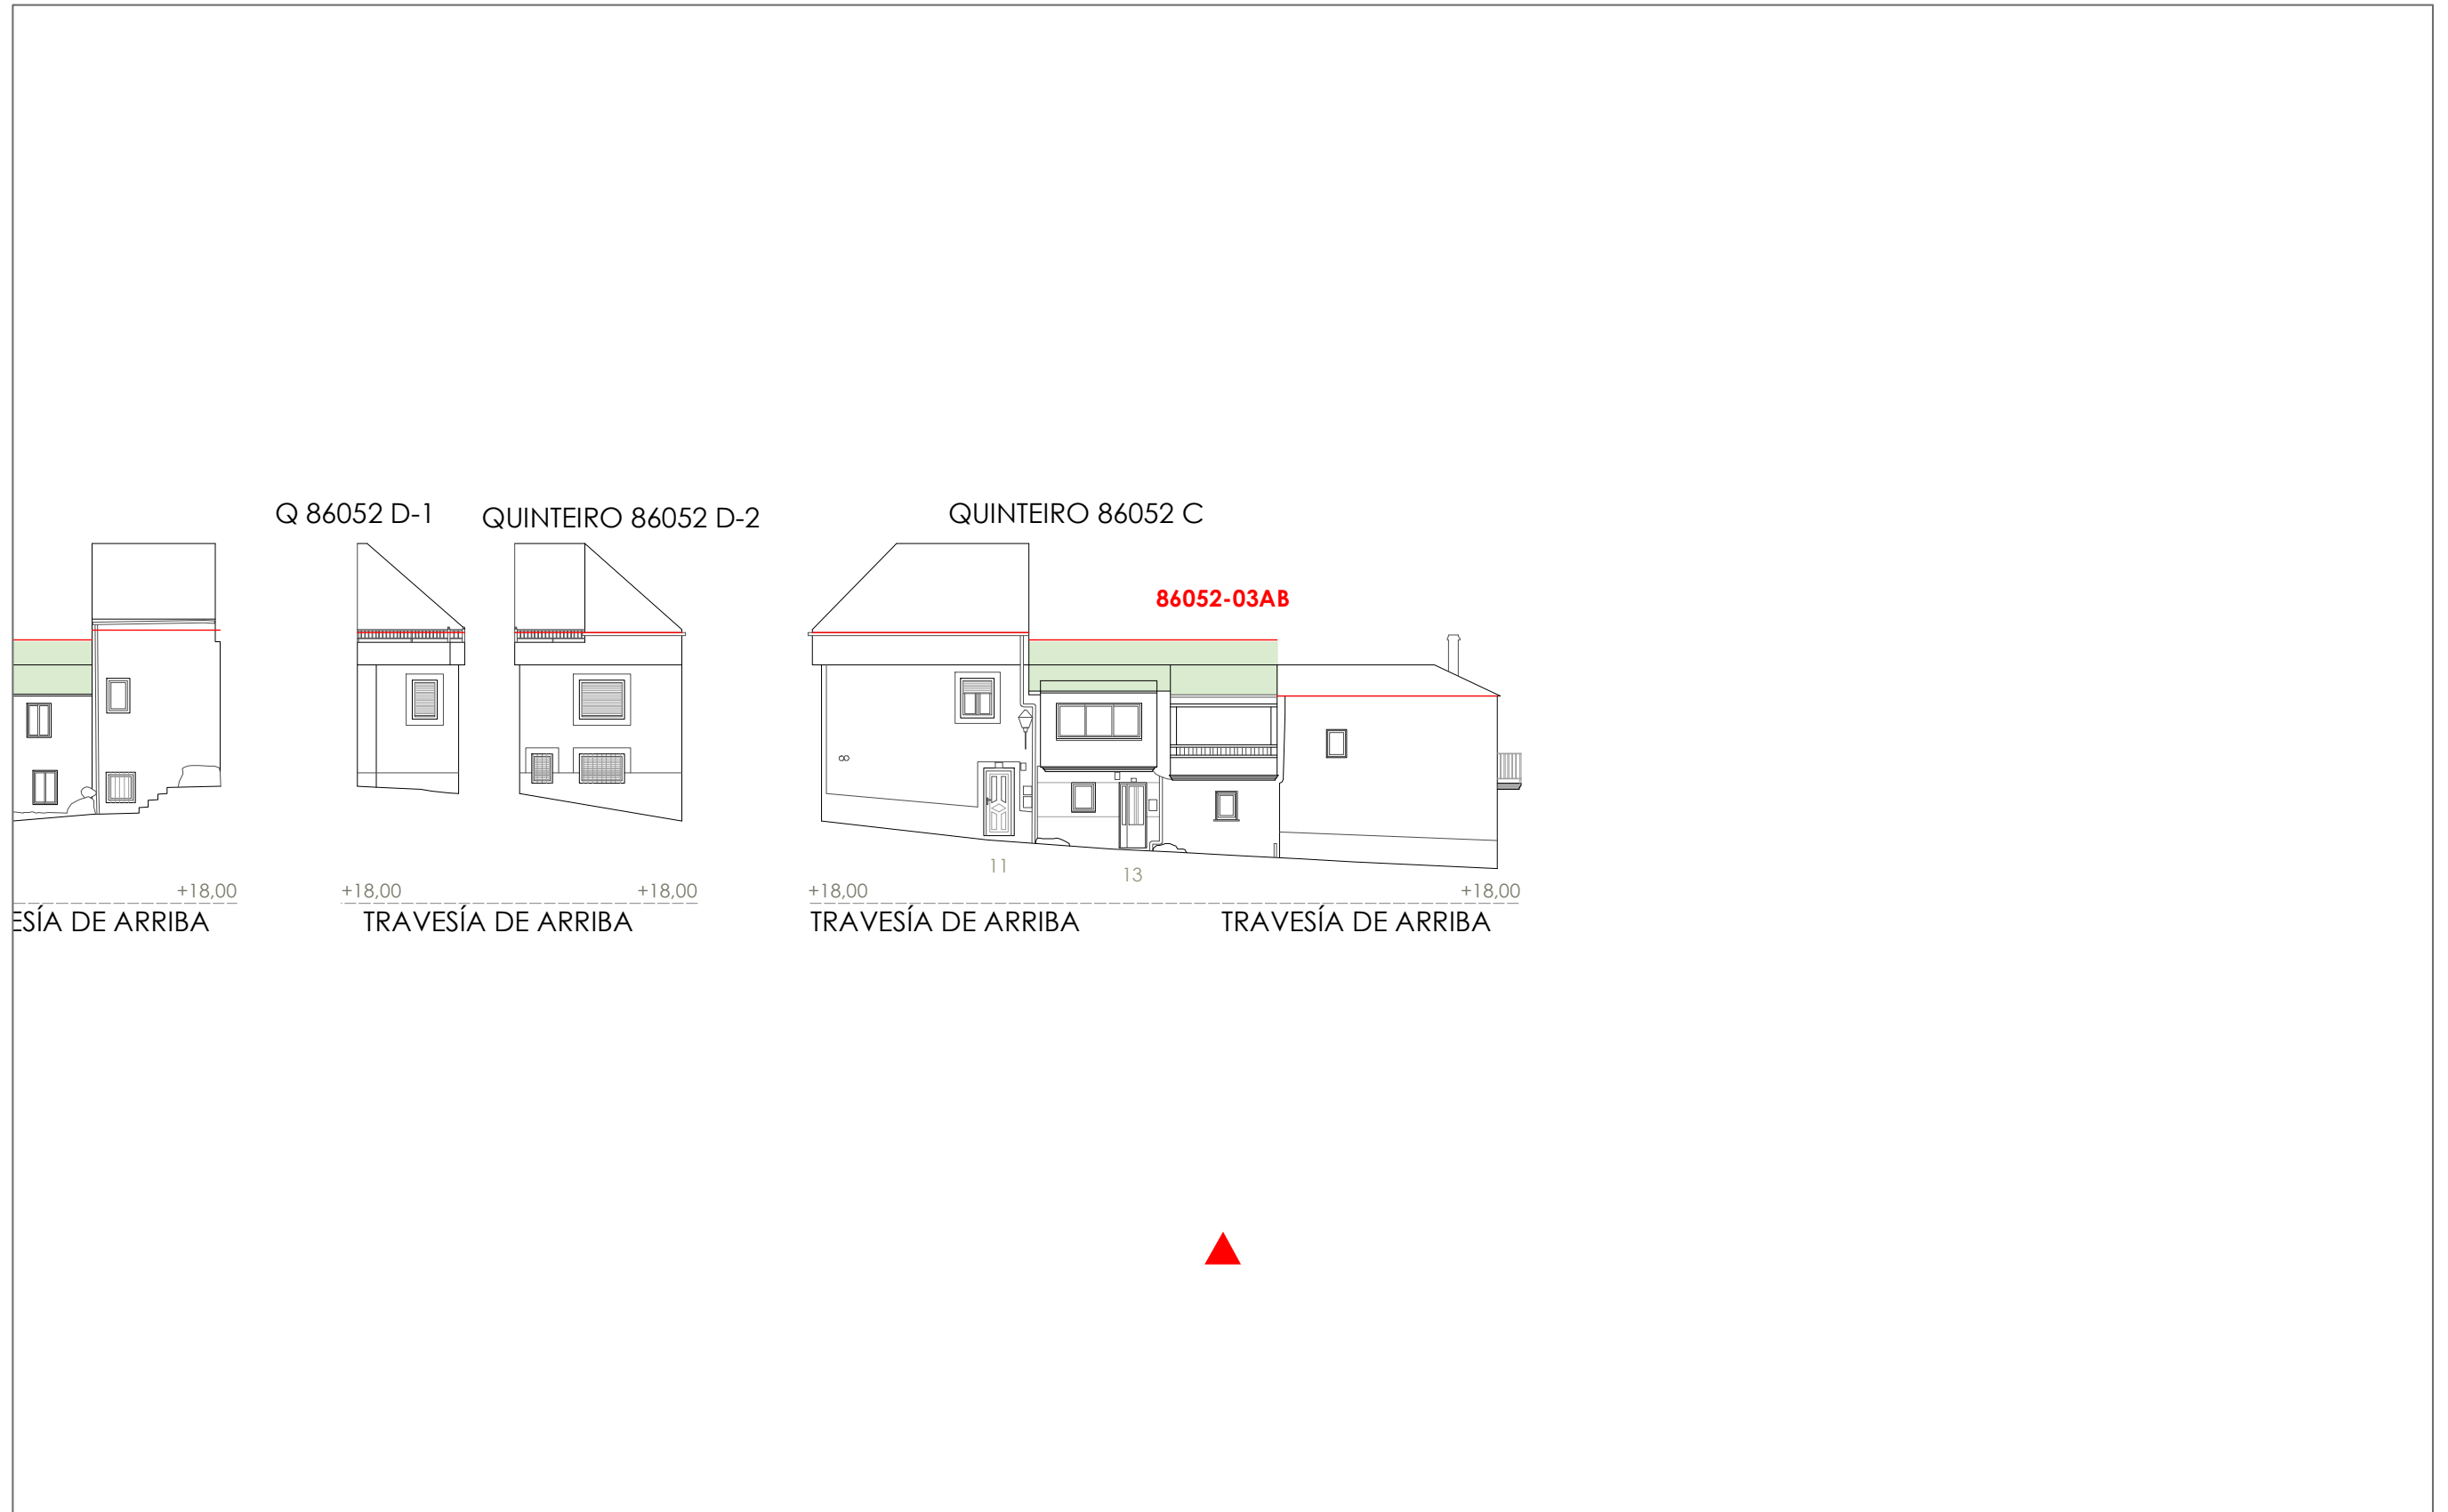 Q 86052 D-1
QUINTEIRO 86052 D-2
QUINTEIRO 86052 C
86052-03AB
11
13
+18,00
+18,00
+18,00
+18,00
+18,00
ESÍA DE ARRIBA
TRAVESÍA DE ARRIBA
TRAVESÍA DE ARRIBA
TRAVESÍA DE ARRIBA